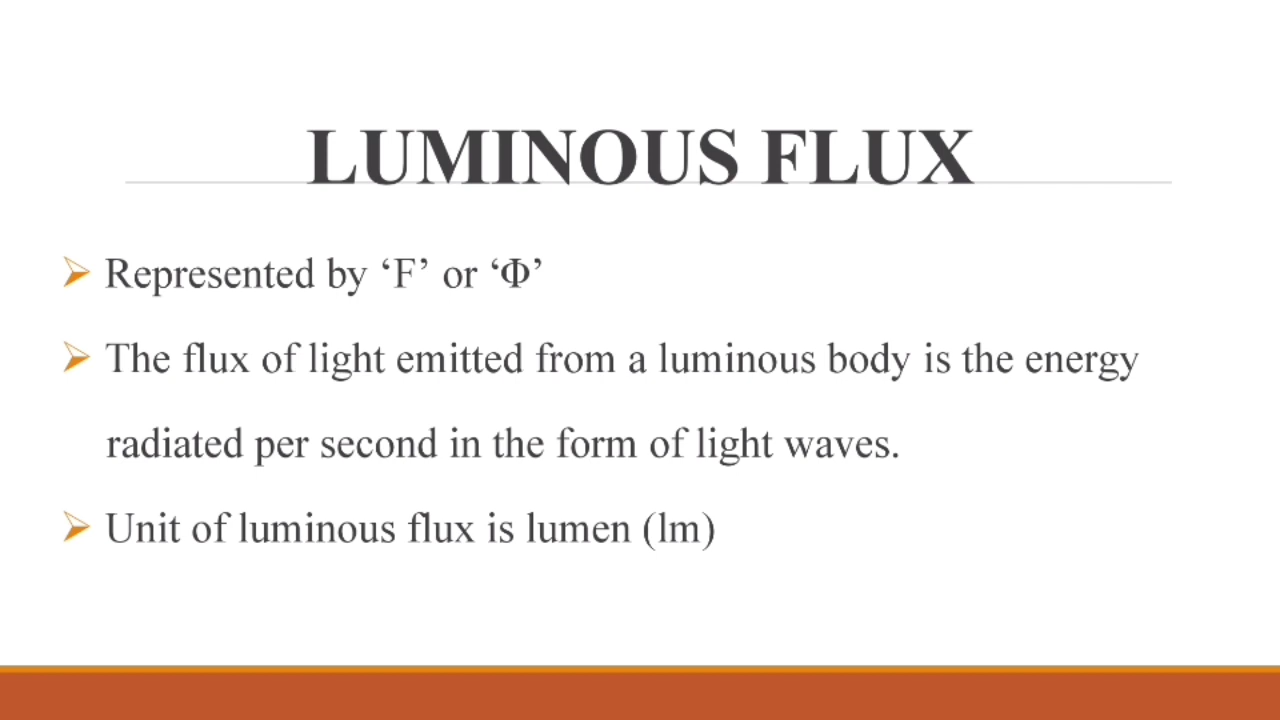 LUMINOUS FLUX
Represented by ‘F’ or ‘Φ’
The flux of light emitted from a luminous body is the energy
radiated per second in the form of light waves.
Unit of luminous flux is lumen (lm)